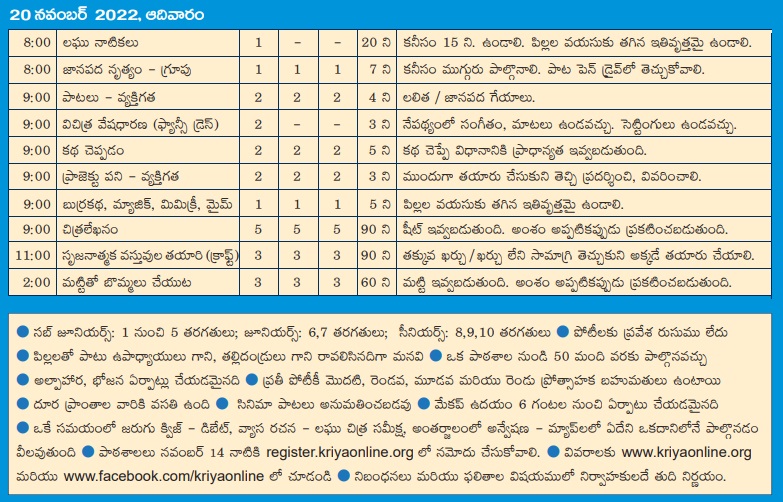 20 నవంబర్ 2022, ఆదివారం
8:00 లఘు నాటికలు 1 – – 20 ని కనీసం 15 ని. ఉండాలి. పిల్లల వయసుకు తగిన ఇతివృత్తమై ఉండాలి.
8:00 జానపద నృత్యం – గ్రూపు 1 1 1 7 ని కనీసం ముగ్గురు పాల్గొనాలి. పాట పెన్ డ్రైవ్‌లో తెచ్చుకోవాలి.
9:00 పాటలు – వ్యక్తిగత 2 2 2 4 ని లలిత / జానపద గేయాలు.
9:00 విచిత్ర వేషధారణ (ఫ్యాన్సీ డ్రెస్) 2 – – 3 ని నేపథ్యంలో సంగీతం, మాటలు ఉండవచ్చు. సెట్టింగులు ఉండవచ్చు.
9:00 కథ చెప్పడం 2 2 2 5 ని కథ చెప్పే విధానానికి ప్రాధాన్యత ఇవ్వబడుతుంది.
9:00 ప్రాజెక్టు పని – వ్యక్తిగత 2 2 2 3 ని ముందుగా తయారు చేసుకుని తెచ్చి ప్రదర్శించి, వివరించాలి.
9:00 బుర్రకథ, మ్యాజిక్, మిమిక్రీ, మైమ్ 1 1 1 5 ని పిల్లల వయసుకు తగిన ఇతివృత్తమై ఉండాలి.
9:00 చిత్రలేఖనం 5 5 5 90 ని షీట్ ఇవ్వబడుతుంది. అంశం అప్పటికప్పుడు ప్రకటించబడుతుంది.
11:00 సృజనాత్మక వస్తువుల తయారి (క్రాఫ్ట్) 3 3 3 90 ని తక్కువ ఖర్చు / ఖర్చు లేని సామాగ్రి తెచ్చుకుని అక్కడే తయారు చేయాలి.
2:00 మట్టితో బొమ్మలు చేయుట 3 3 3 60 ని మట్టి ఇవ్వబడుతుంది. అంశం అప్పటికప్పుడు ప్రకటించబడుతుంది.
● సబ్ జూనియర్స్: 1 నుంచి 5 తరగతులు; జూనియర్స్: 6,7 తరగతులు; సీనియర్స్: 8,9,10 తరగతులు ● పోటీలకు ప్రవేశ రుసుము లేదు
● పిల్లలతో పాటు ఉపాధ్యాయులు గాని, తల్లిదండ్రులు గాని రావలిసినదిగా మనవి ● ఒక పాఠశాల నుండి 50 మంది వరకు పాల్గొనవచ్చు
● అల్పాహార, భోజన ఏర్పాట్లు చేయడమైనది ● ప్రతీ పోటీకీ మొదటి, రెండవ, మూడవ మరియు రెండు ప్రోత్సాహక బహుమతులు ఉంటాయి
● దూర ప్రాంతాల వారికి వసతి ఉంది ● సినిమా పాటలు అనుమతించబడవు ● మేకప్ ఉదయం 6 గంటల నుంచి ఏర్పాటు చేయడమైనది
● ఒకే సమయంలో జరుగు క్విజ్ – డిబేట్, వ్యాస రచన – లఘు చిత్ర సమీక్ష, అంతర్జాలంలో అన్వేషణ – మ్యాప్‌లలో ఏదేని ఒకదానిలోనే పాల్గొనడం
వీలవుతుంది ● పాఠశాలలు నవంబర్ 14 నాటికి register.kriyaonline.org లో నమోదు చేసుకోవాలి. ● వివరాలకు www.kriyaonline.org
మరియు www.facebook.com/kriyaonline లో చూడండి ● నిబంధనలు మరియు ఫలితాల విషయములో నిర్వాహకులదే తుది నిర్ణయం.